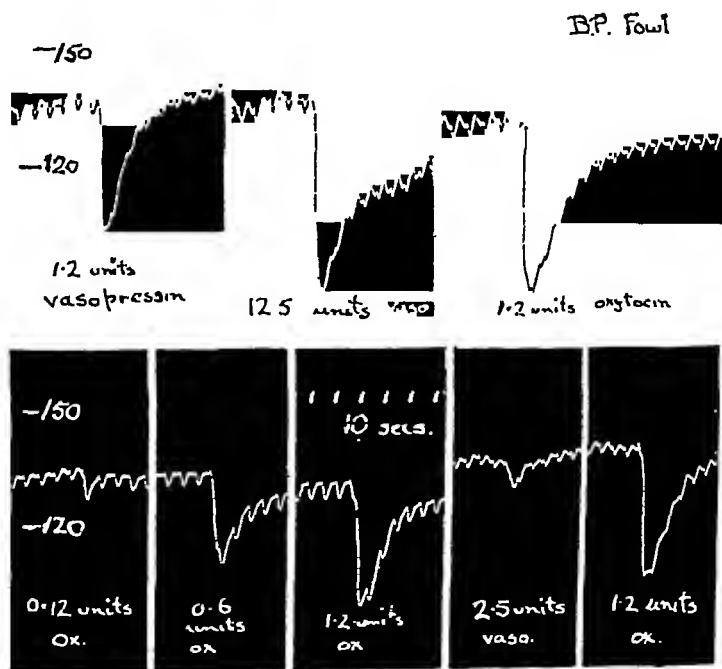 B.P. Fowl
-150
-120
1.2 units
vasopressin
12.5 units vaso
1.2 units oxytocin
-150
10 secs.
-120
0.12 units
ox.
0.6
units
ox
1.2 units
ox
2.5 units
vaso.
1.2 units
ox.